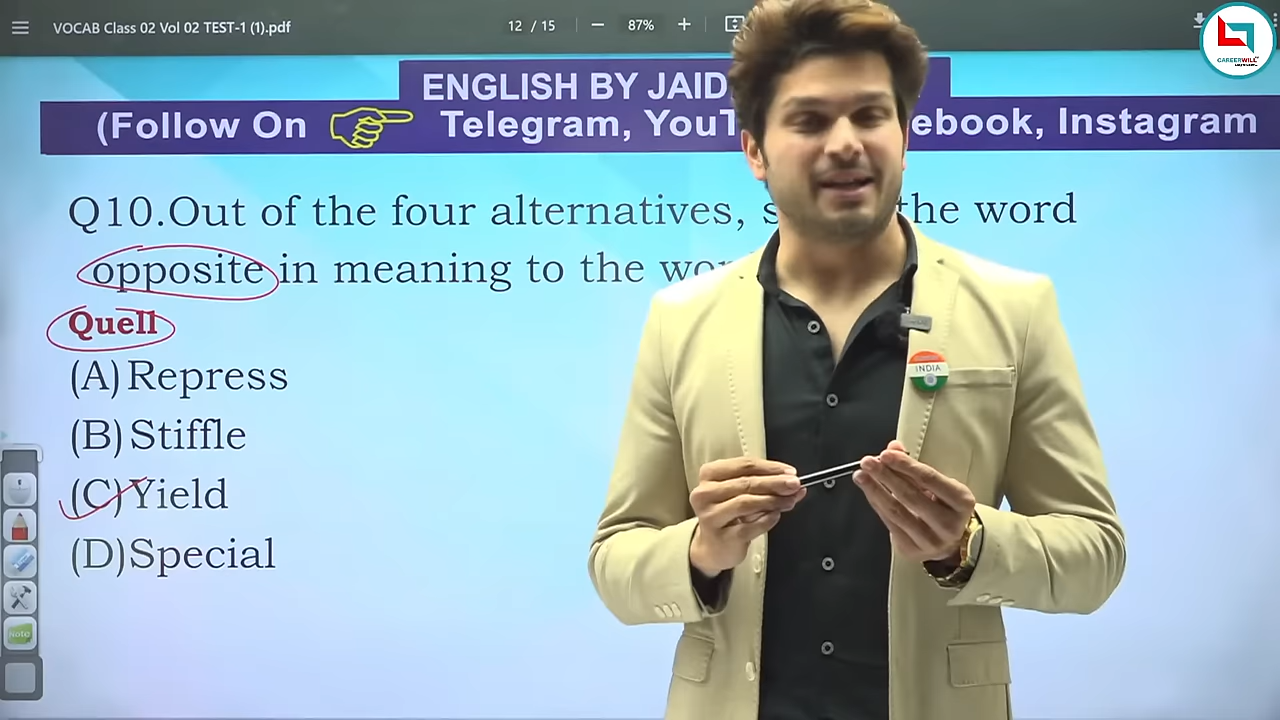 VOCAB Class 02 Vol 02 TEST-1 (1).pdf 12 / 15 87%
CAREERWILL
ENGLISH BY JAID
(Follow On Telegram, YouT ebook, Instagram
Q10.Out of the four alternatives, s the word
opposite in meaning to the wor
Quell
INDIA
(A) Repress
(B) Stiffle
(C) Yield
(D) Special
Note